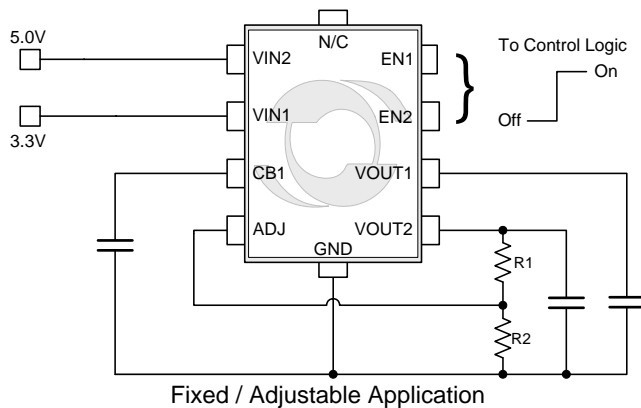 N/C
5.0V
VIN2
EN1
To Control Logic
On
Off
3.3V
VIN1
EN2
CB1
VOUT1
ADJ
VOUT2
GND
R1
R2
Fixed / Adjustable Application